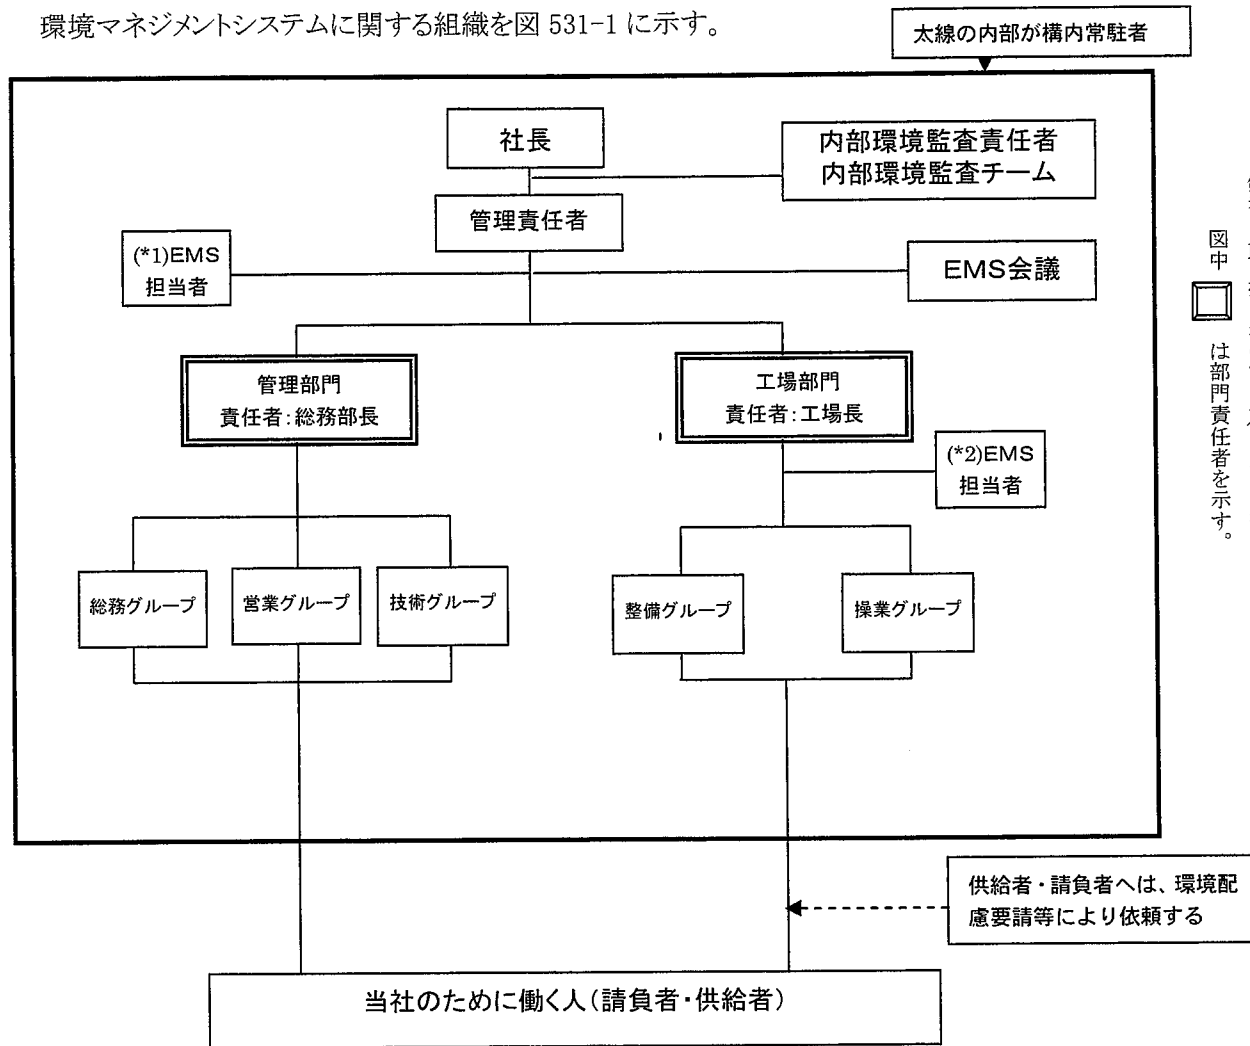 環境マネジメントシステムに関する組織を図 531-1 に示す。
太線の内部が構内常駐者
社長
内部環境監査責任者
内部環境監査チーム
管理責任者
(*1)EMS
担当者
EMS会議
図中
は部門責任者を示す。
管理部門
責任者:総務部長
工場部門
責任者:工場長
(*2)EMS
担当者
総務グループ
営業グループ
技術グループ
整備グループ
操業グループ
供給者・請負者へは、環境配
慮要請等により依頼する
当社のために働く人(請負者・供給者)